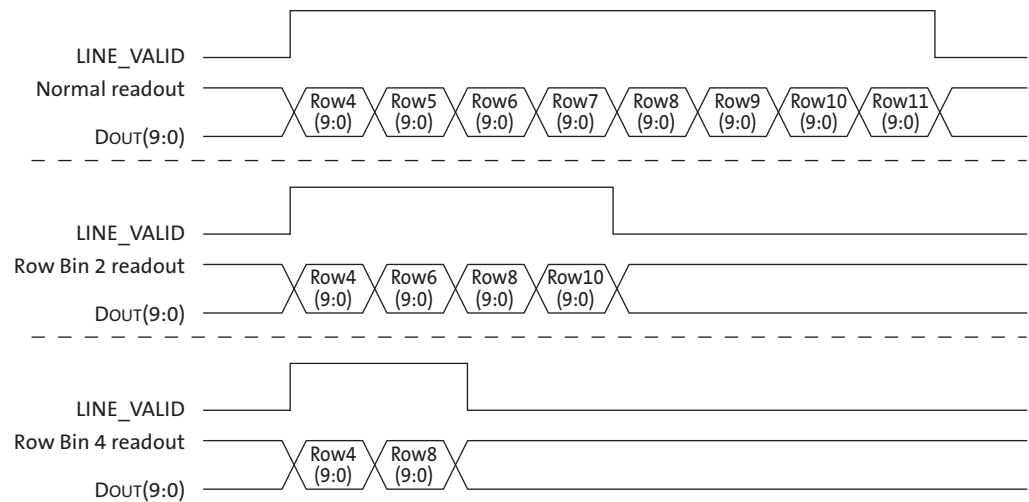 LINE_VALID
Normal readout
Row4 Row5 Row6 Row7 Row8 Row9 Row10 Row11
(9:0) (9:0) (9:0) (9:0) (9:0) (9:0) (9:0) (9:0)
DOUT(9:0)
LINE_VALID
Row Bin 2 readout
Row4 Row6 Row8 Row10
(9:0) (9:0) (9:0) (9:0)
DOUT(9:0)
LINE_VALID
Row Bin 4 readout
Row4 Row8
(9:0) (9:0)
DOUT(9:0)